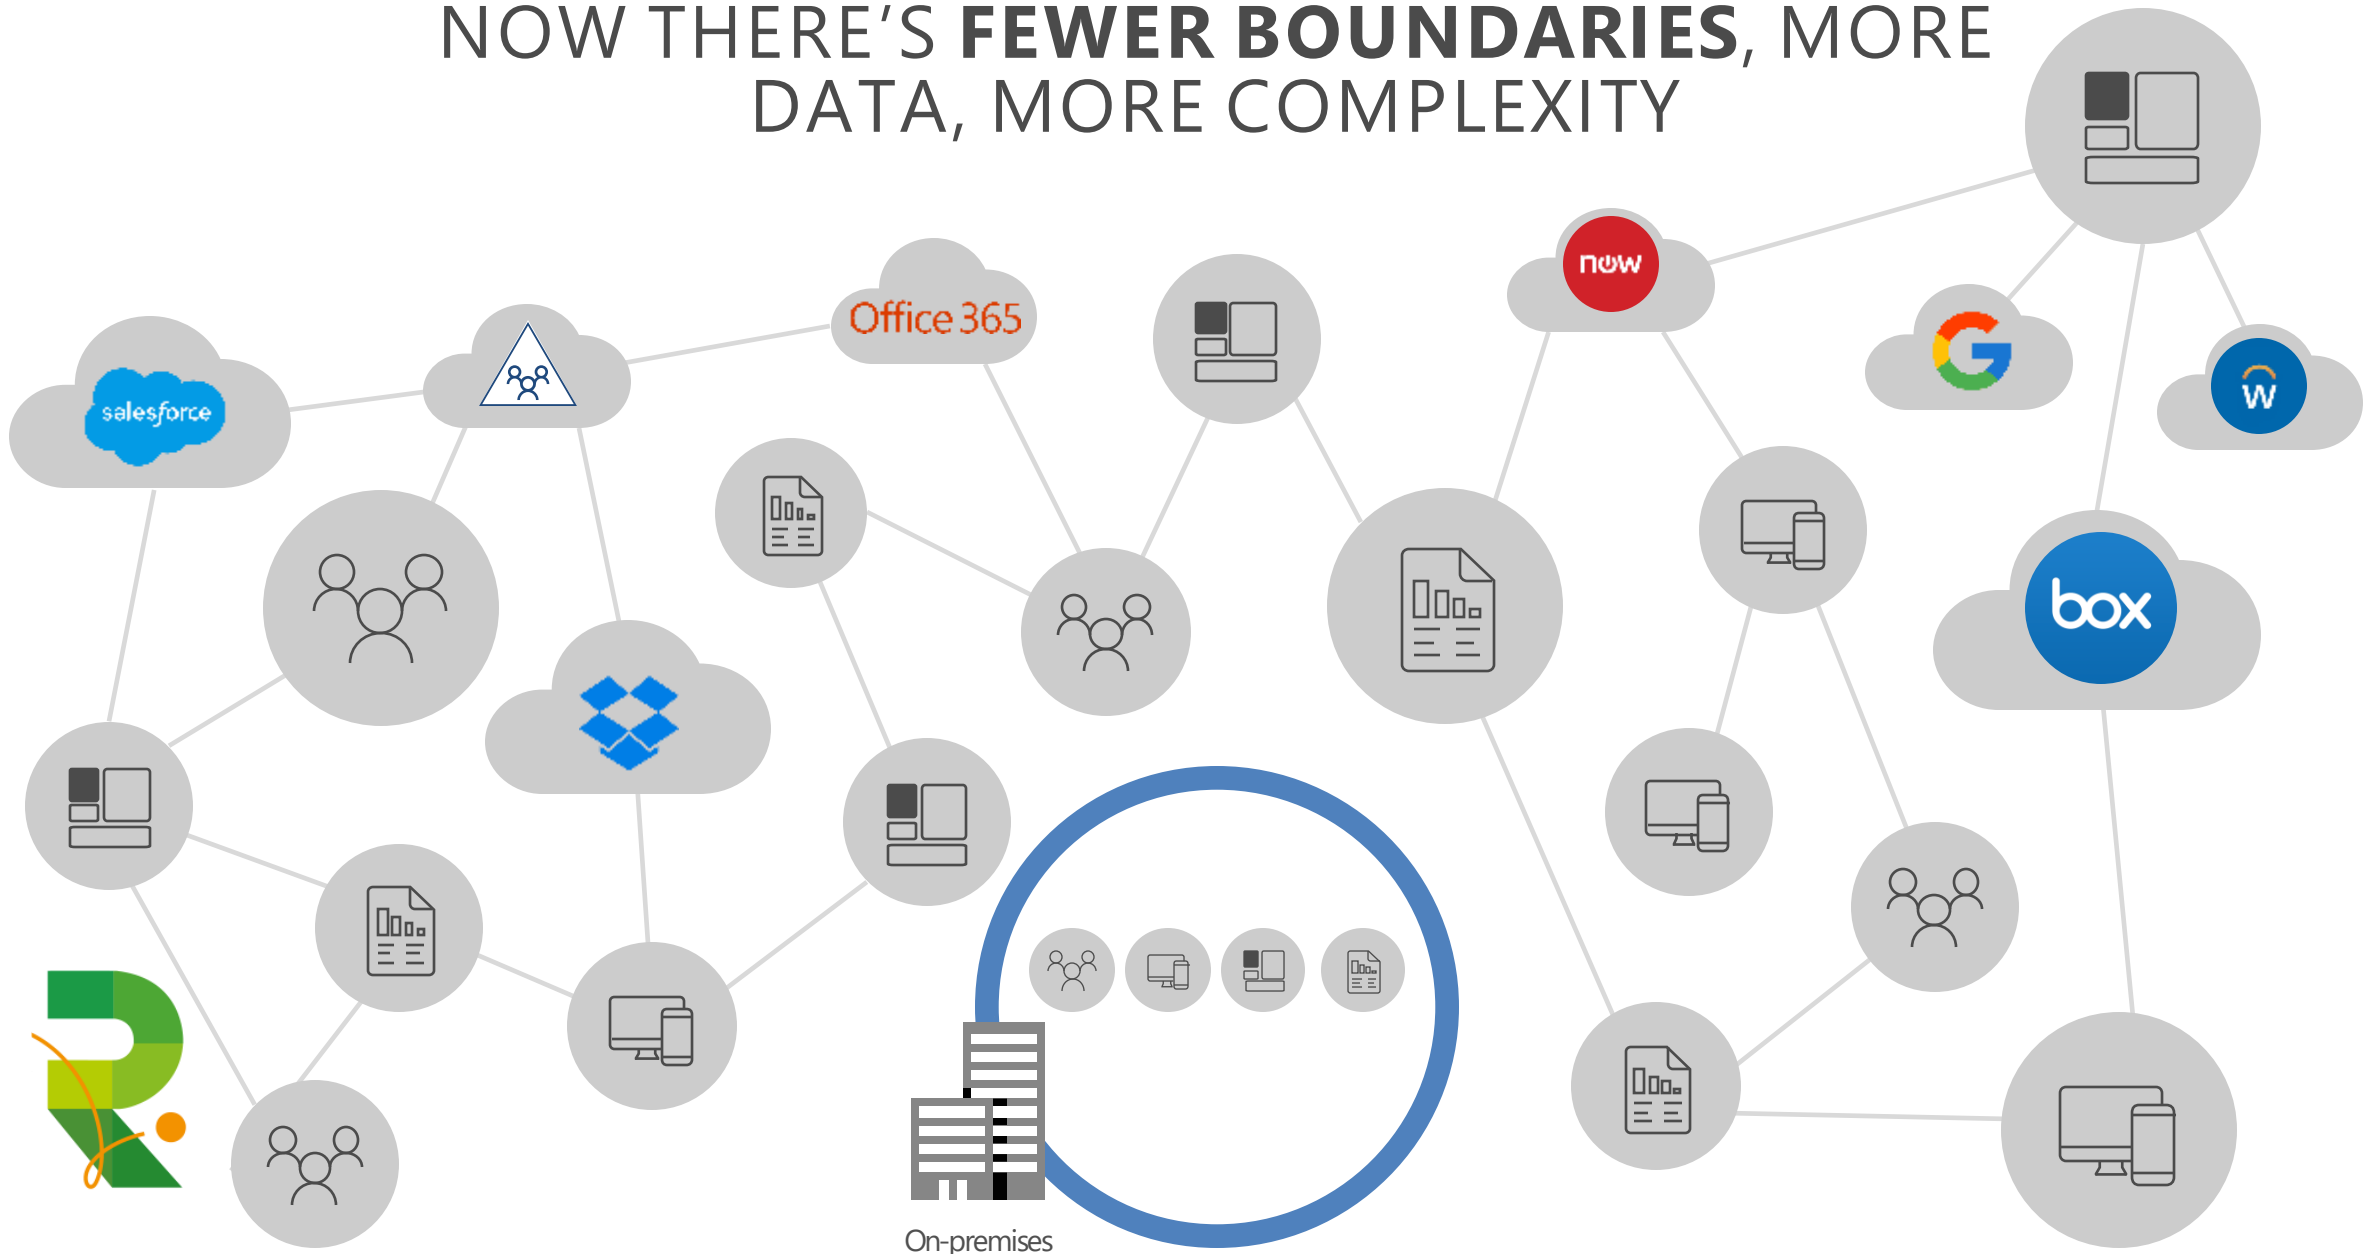 NOW THERE’S FEWER BOUNDARIES, MORE
DATA, MORE COMPLEXITY
now
Office 365
salesforce
W
box
On-premises